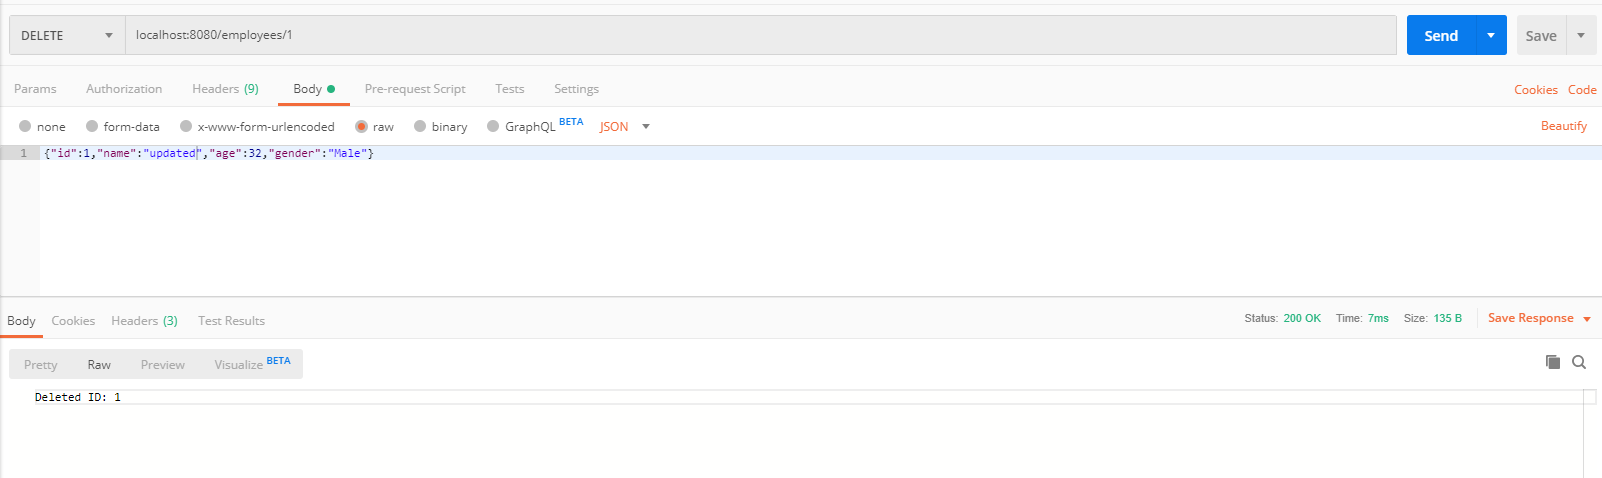 DELETE localhost:8080/employees/1 Send Save
Params Authorization Headers (9) Body Pre-request Script Tests Settings Cookies Code
none form-data x-www-form-urlencoded raw binary GraphQL BETA JSON Beautify
1 {"id":1,"name":"updated","age":32,"gender":"Male"}
Body Cookies Headers (3) Test Results Status: 200 OK Time: 7ms Size: 135 B Save Response
Pretty Raw Preview Visualize BETA
Deleted ID: 1